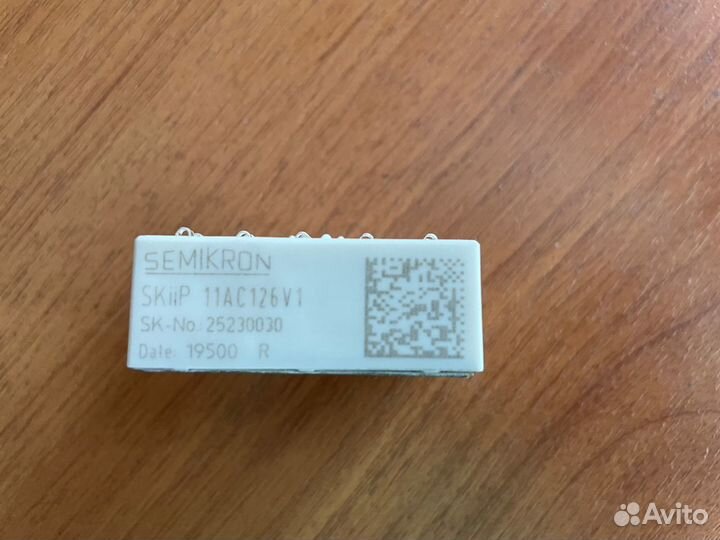 SEMIKRON
SKiiP 11AC126V1
SK-No.: 25230030
Date: 19500 R
Avito